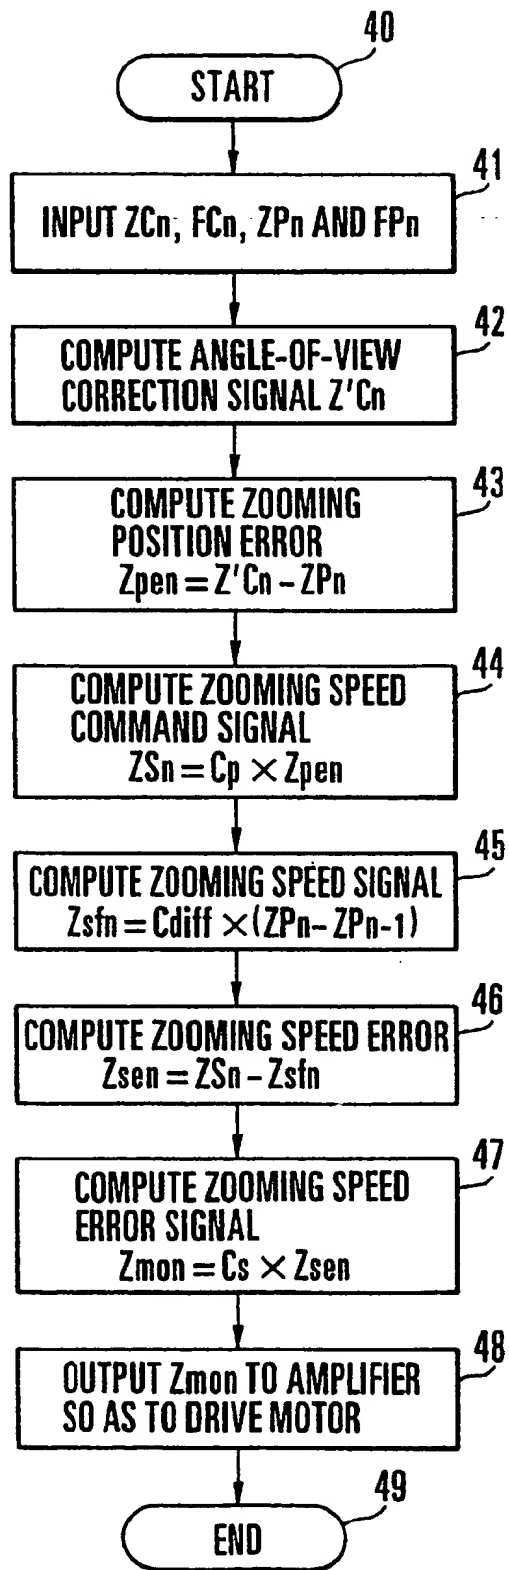 40
START
41
INPUT ZCn, FCn, ZPn AND FPn
42
COMPUTE ANGLE-OF-VIEW
CORRECTION SIGNAL Z'Cn
43
COMPUTE ZOOMING
POSITION ERROR
Zpen = Z'Cn - ZPn
44
COMPUTE ZOOMING SPEED
COMMAND SIGNAL
ZSn = Cp × Zpen
45
COMPUTE ZOOMING SPEED SIGNAL
Zsfn = Cdiff × (ZPn - ZPn-1)
46
COMPUTE ZOOMING SPEED ERROR
Zsen = ZSn - Zsfn
47
COMPUTE ZOOMING SPEED
ERROR SIGNAL
Zmon = Cs × Zsen
48
OUTPUT Zmon TO AMPLIFIER
SO AS TO DRIVE MOTOR
49
END